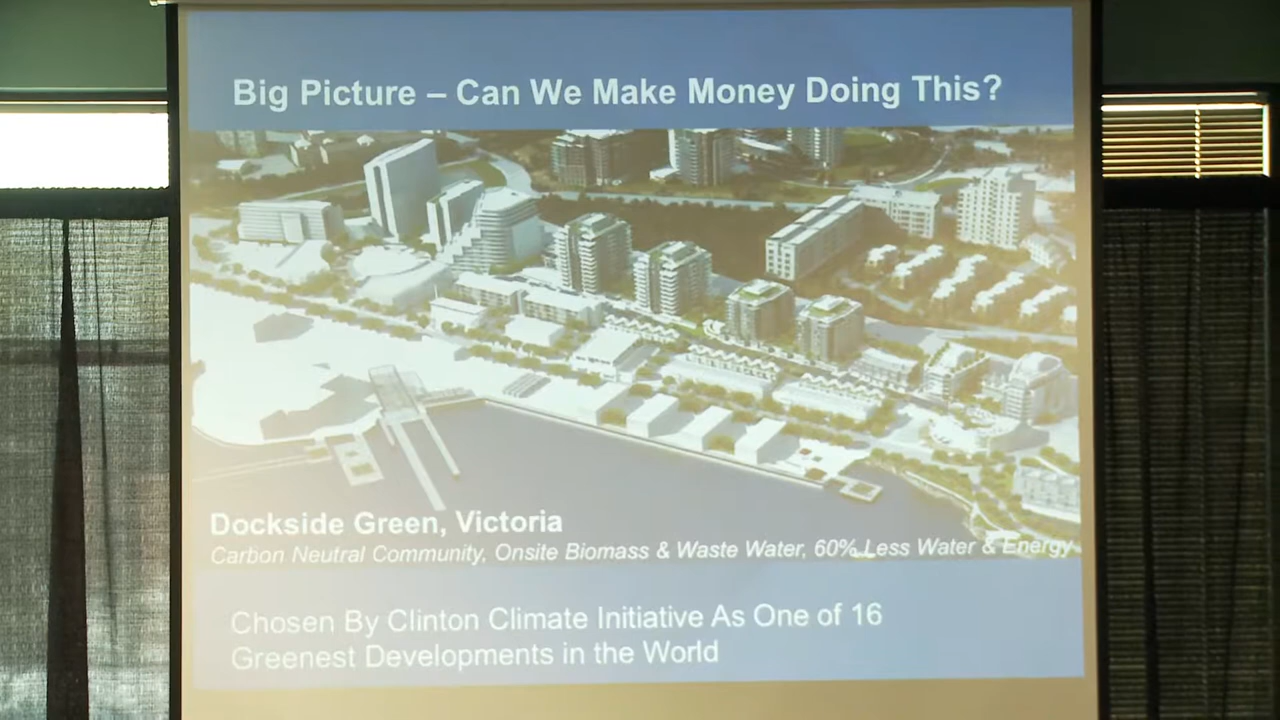 Big Picture – Can We Make Money Doing This?
Dockside Green, Victoria
Carbon Neutral Community, Onsite Biomass & Waste Water, 60% Less Water & Energy
Chosen By Clinton Climate Initiative As One of 16
Greenest Developments in the World